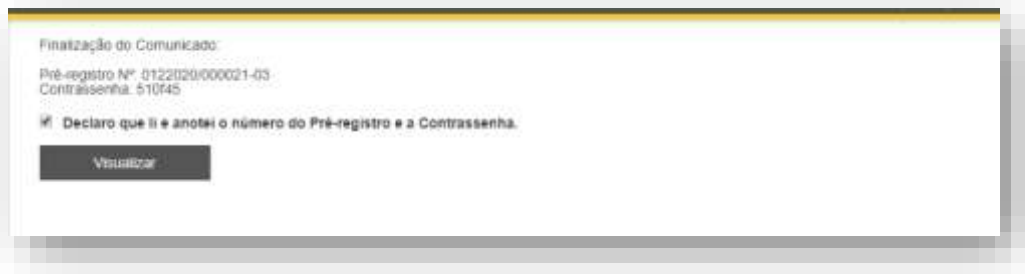 Finalização do Comunicado:
Pré-registro Nº: 0122020/000021-03
Contrassenha: 510f45
Declaro que li e anotei o número do Pré-registro e a Contrassenha.
Visualizar